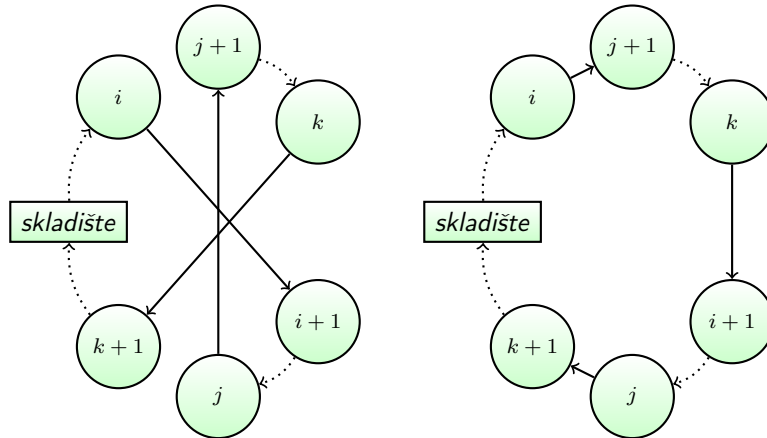 j + 1
i
k
skladište
i + 1
k + 1
j
j + 1
i
k
skladište
i + 1
k + 1
j